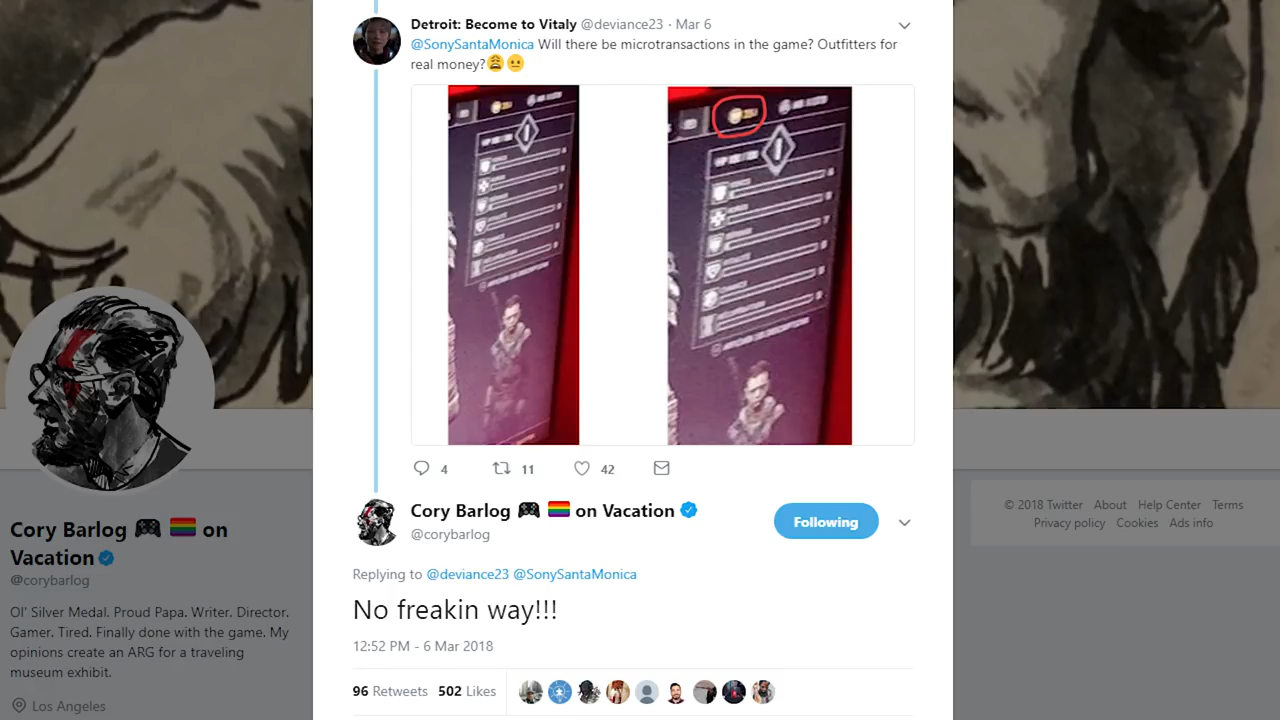 Detroit: Become to Vitaly @deviance23 · Mar 6
@SonySantaMonica Will there be microtransactions in the game? Outfitters for
real money?😩😐
4 11 42
Cory Barlog 🎮 🏳️‍🌈 on Vacation
@corybarlog
Following
Replying to @deviance23 @SonySantaMonica
No freakin way!!!
12:52 PM - 6 Mar 2018
96 Retweets 502 Likes
Cory Barlog 🎮 🏳️‍🌈 on
Vacation
@corybarlog
Ol' Silver Medal. Proud Papa. Writer. Director.
Gamer. Tired. Finally done with the game. My
opinions create an ARG for a traveling
museum exhibit.
Los Angeles
© 2018 Twitter About Help Center Terms
Privacy policy Cookies Ads info